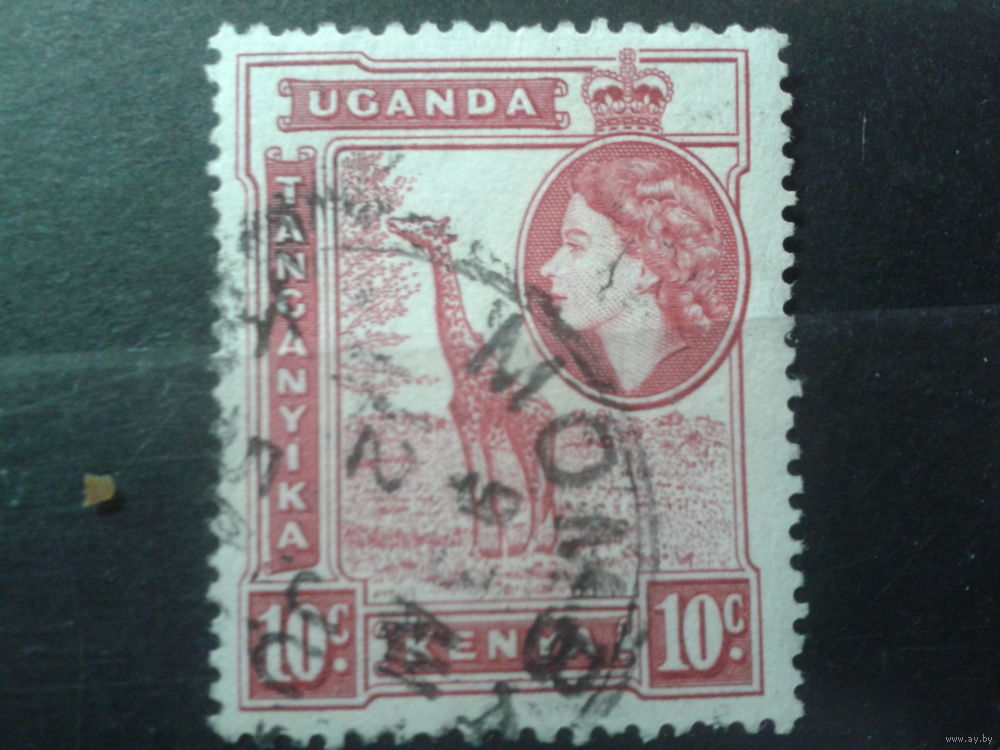 UGANDA
TANGANYIKA
10c.
KENYA
10c.
www.ay.by